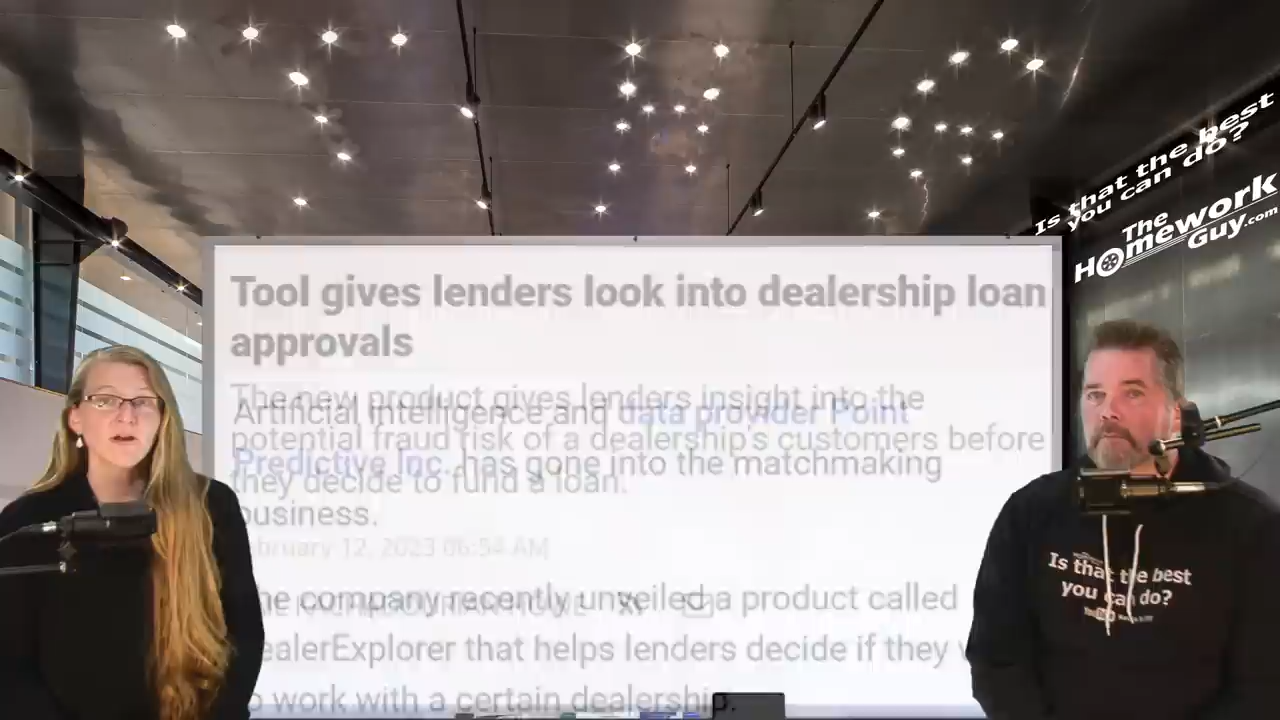 Is that the best
you can do?
The
Homework
Guy.com
Tool gives lenders look into dealership loan
approvals
The new product gives lenders insight into the
potential fraud risk of a dealership's customers before
they decide to fund a loan.
February 12, 2023 06:54 AM
Artificial intelligence and data provider Point
Predictive Inc. has gone into the matchmaking
business.
he company recently unveiled a product called
ealerExplorer that helps lenders decide if they
o work with a certain dealership.
Is that the best
you can do?